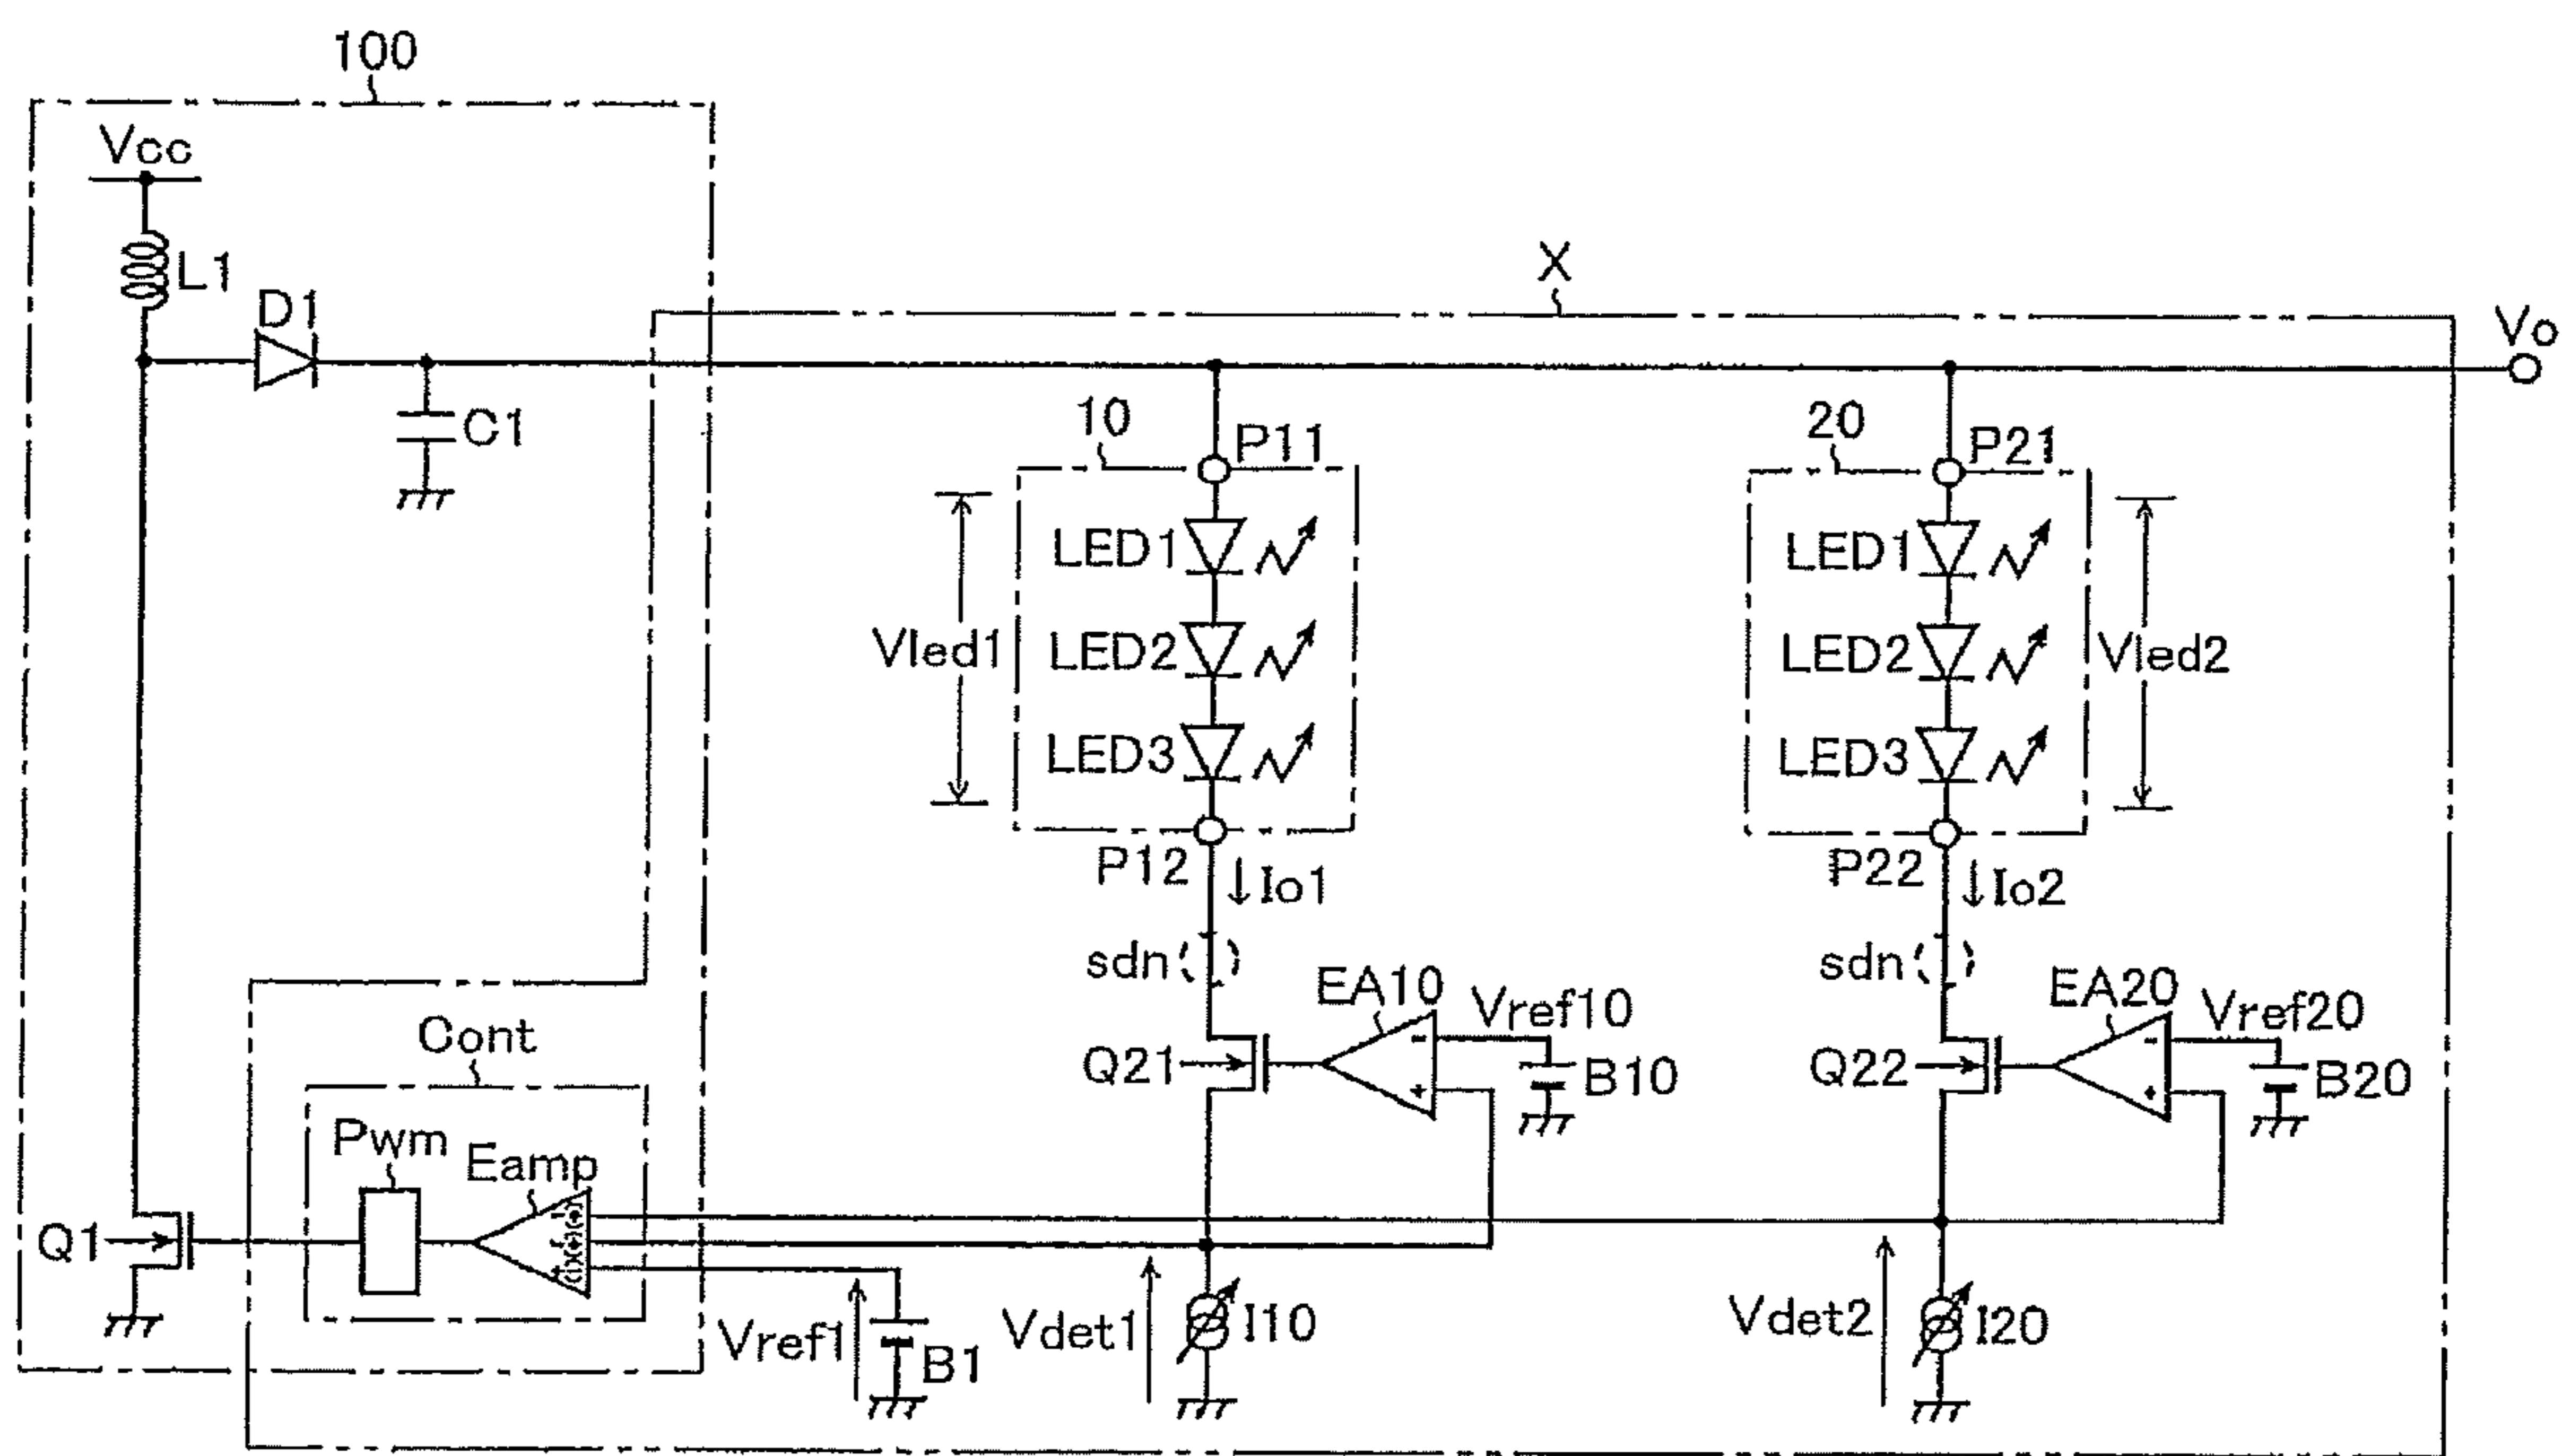 100
Vcc
L1
D1
C1
X
Vo
10
P11
LED1
LED2
LED3
Vled1
P12
Io1
sdn
Q21
EA10
-
+
Vref10
B10
20
P21
LED1
LED2
LED3
Vled2
P22
Io2
sdn
Q22
EA20
-
+
Vref20
B20
Cont
Pwm
Eamp
Q1
Vref1
B1
Vdet1
I10
Vdet2
I20